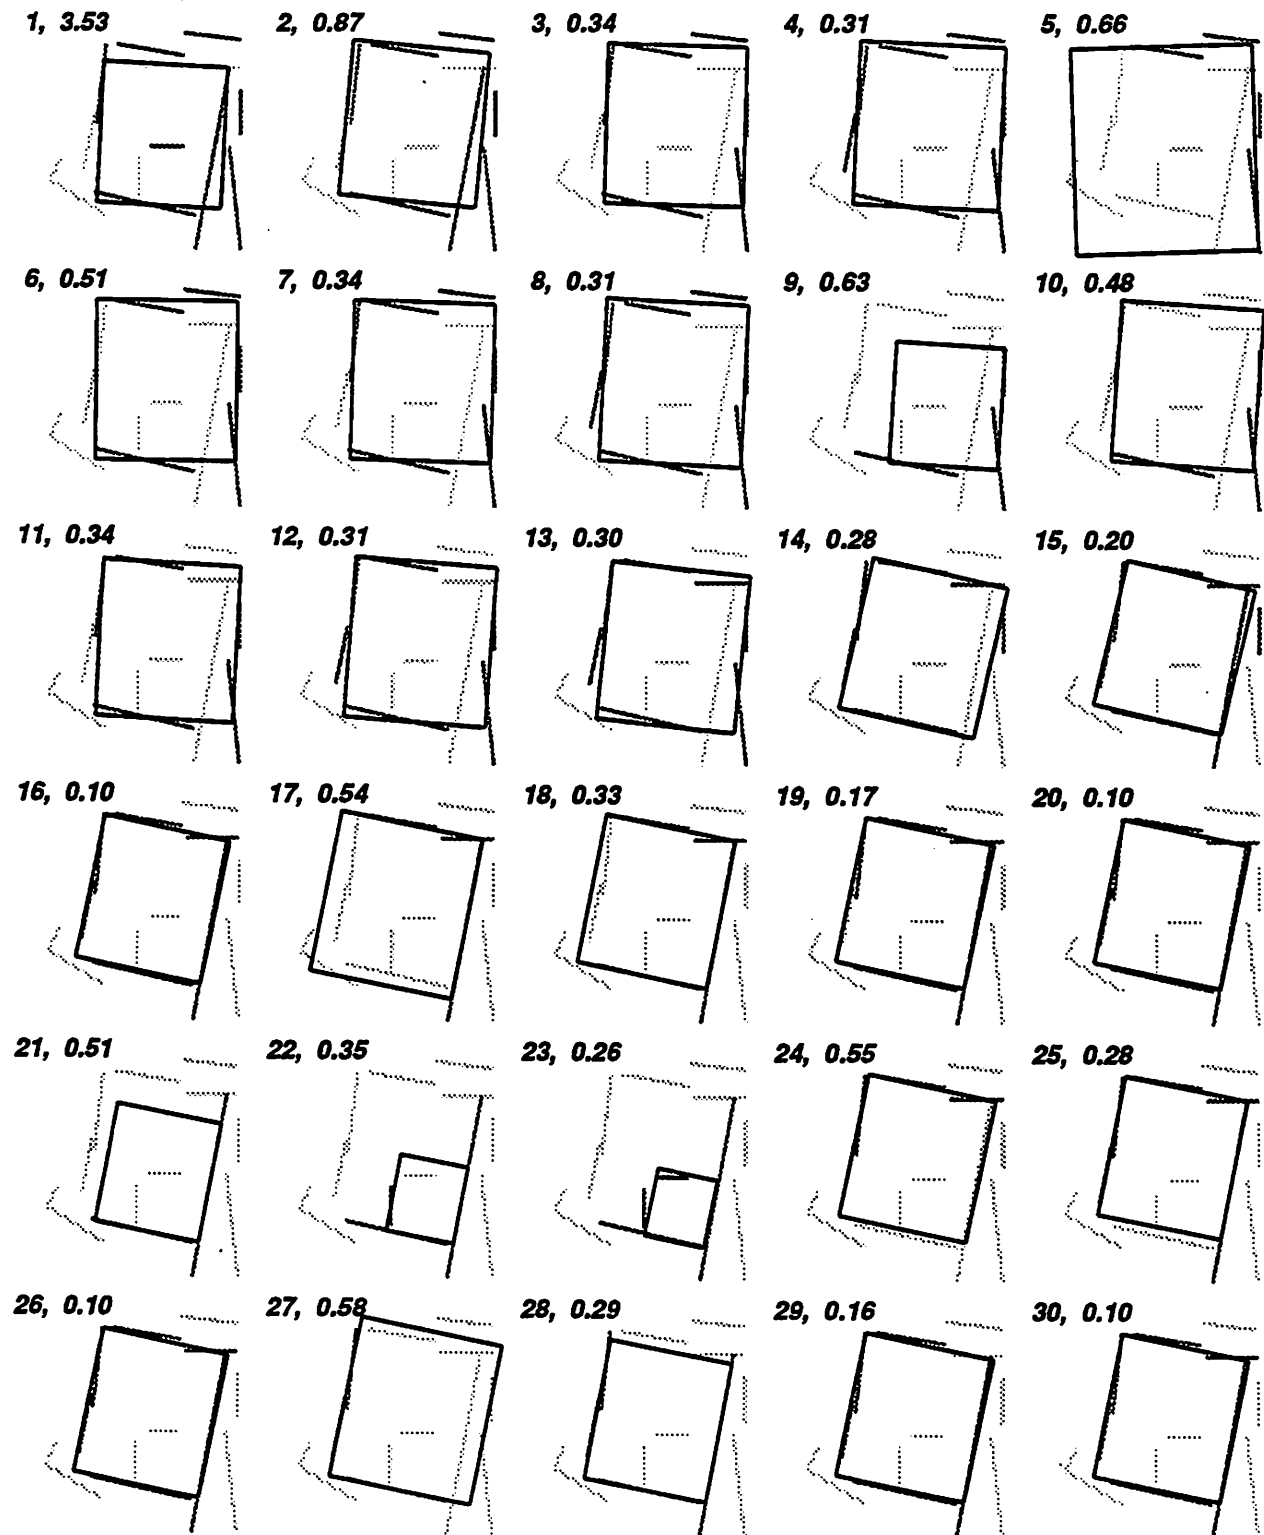 1, 3.53 2, 0.87 3, 0.34 4, 0.31 5, 0.66
6, 0.51 7, 0.34 8, 0.31 9, 0.63 10, 0.48
11, 0.34 12, 0.31 13, 0.30 14, 0.28 15, 0.20
16, 0.10 17, 0.54 18, 0.33 19, 0.17 20, 0.10
21, 0.51 22, 0.35 23, 0.26 24, 0.55 25, 0.28
26, 0.10 27, 0.58 28, 0.29 29, 0.16 30, 0.10